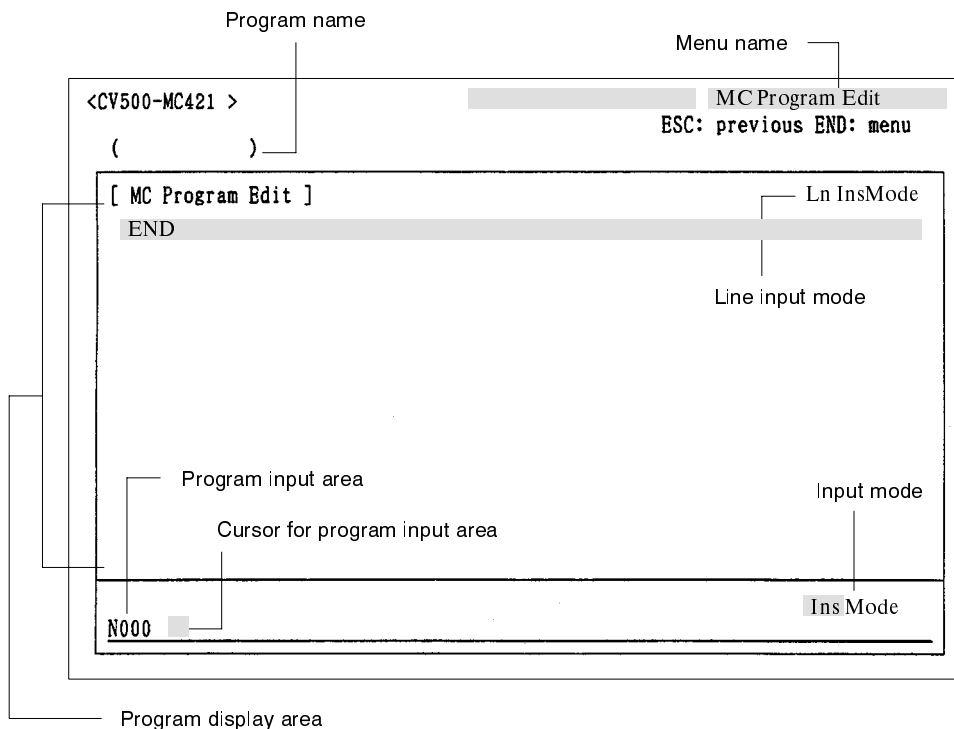 Program name
Menu name
<CV500-MC421 > MC Program Edit
ESC: previous END: menu
( )
[ MC Program Edit ] Ln InsMode
END
Line input mode
Program input area
Input mode
Cursor for program input area
Ins Mode
N000
Program display area